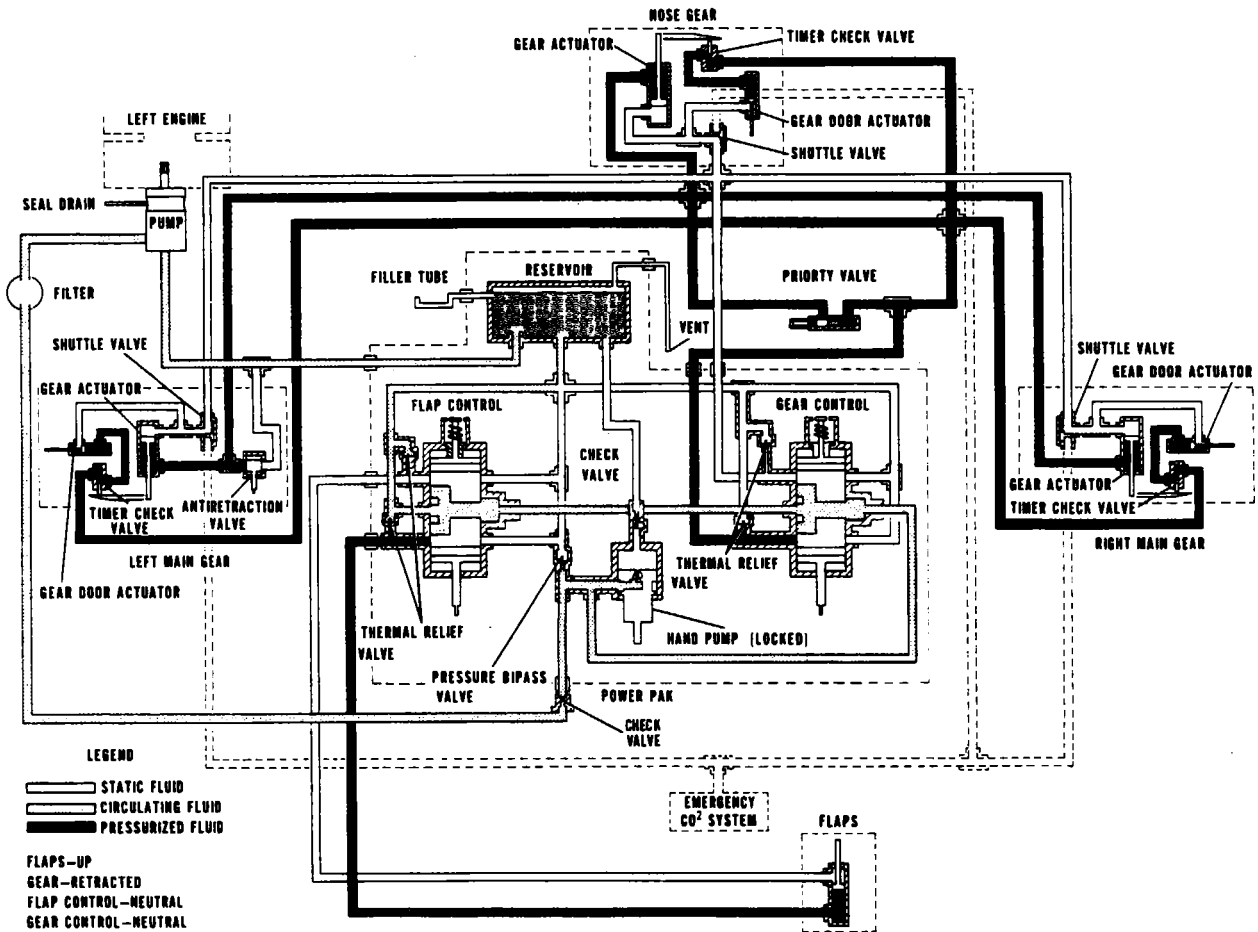 NOSE GEAR
GEAR ACTUATOR
TIMER CHECK VALVE
GEAR DOOR ACTUATOR
SHUTTLE VALVE
LEFT ENGINE
SEAL DRAIN
PUMP
FILTER
FILLER TUBE
RESERVOIR
VENT
PRIORTY VALVE
SHUTTLE VALVE
GEAR ACTUATOR
SHUTTLE VALVE
GEAR DOOR ACTUATOR
FLAP CONTROL
CHECK
VALVE
GEAR CONTROL
TIMER CHECK
VALVE
ANTIRETRACTION
VALVE
LEFT MAIN GEAR
GEAR DOOR ACTUATOR
GEAR ACTUATOR
TIMER CHECK VALVE
RIGHT MAIN GEAR
THERMAL RELIEF
VALVE
THERMAL RELIEF
VALVE
HAND PUMP (LOCKED)
PRESSURE BIPASS
VALVE
POWER PAK
CHECK
VALVE
LEGEND
STATIC FLUID
CIRCULATING FLUID
PRESSURIZED FLUID
EMERGENCY
CO² SYSTEM
FLAPS
FLAPS–UP
GEAR–RETRACTED
FLAP CONTROL–NEUTRAL
GEAR CONTROL–NEUTRAL